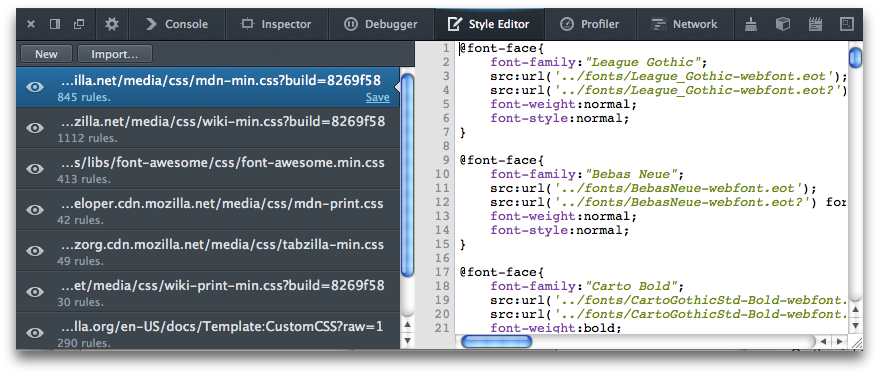 Console Inspector Debugger Style Editor Profiler Network
New Import...
...illa.net/media/css/mdn-min.css?build=8269f58
845 rules. Save
...zilla.net/media/css/wiki-min.css?build=8269f58
1112 rules.
...s/libs/font-awesome/css/font-awesome.min.css
413 rules.
...eloper.cdn.mozilla.net/media/css/mdn-print.css
42 rules.
...zorg.cdn.mozilla.net/media/css/tabzilla-min.css
49 rules.
...et/media/css/wiki-print-min.css?build=8269f58
30 rules.
...lla.org/en-US/docs/Template:CustomCSS?raw=1
290 rules.
1 @font-face{
2 font-family:"League Gothic";
3 src:url('../fonts/League_Gothic-webfont.eot');
4 src:url('../fonts/League_Gothic-webfont.eot?')
5 font-weight:normal;
6 font-style:normal;
7 }
8
9 @font-face{
10 font-family:"Bebas Neue";
11 src:url('../fonts/BebasNeue-webfont.eot');
12 src:url('../fonts/BebasNeue-webfont.eot?') for
13 font-weight:normal;
14 font-style:normal;
15 }
16
17 @font-face{
18 font-family:"Carto Bold";
19 src:url('../fonts/CartoGothicStd-Bold-webfont.
20 src:url('../fonts/CartoGothicStd-Bold-webfont.
21 font-weight:bold;